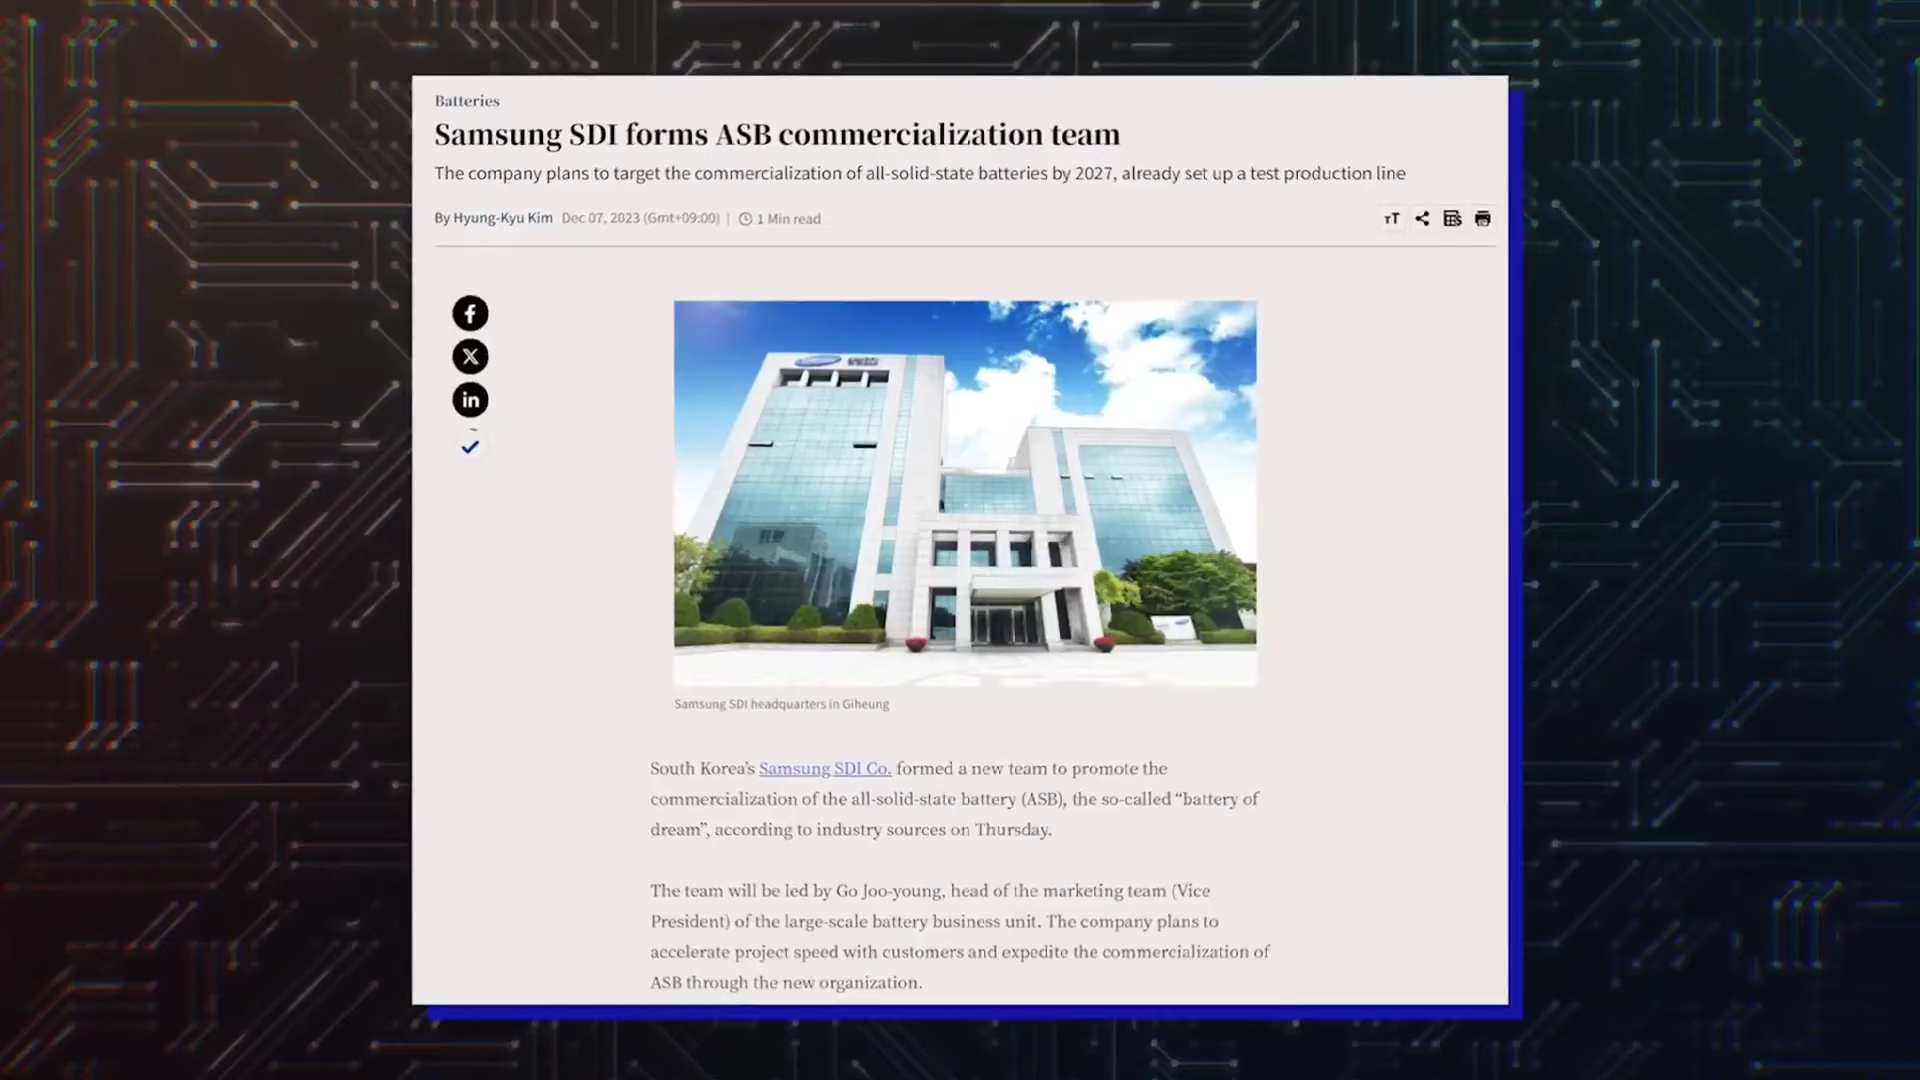 Batteries
Samsung SDI forms ASB commercialization team
The company plans to target the commercialization of all-solid-state batteries by 2027, already set up a test production line
By Hyung-Kyu Kim Dec 07, 2023 (Gmt+09:00) | 1 Min read
Samsung SDI headquarters in Giheung
South Korea's Samsung SDI Co. formed a new team to promote the
commercialization of the all-solid-state battery (ASB), the so-called “battery of
dream”, according to industry sources on Thursday.
The team will be led by Go Joo-young, head of the marketing team (Vice
President) of the large-scale battery business unit. The company plans to
accelerate project speed with customers and expedite the commercialization of
ASB through the new organization.